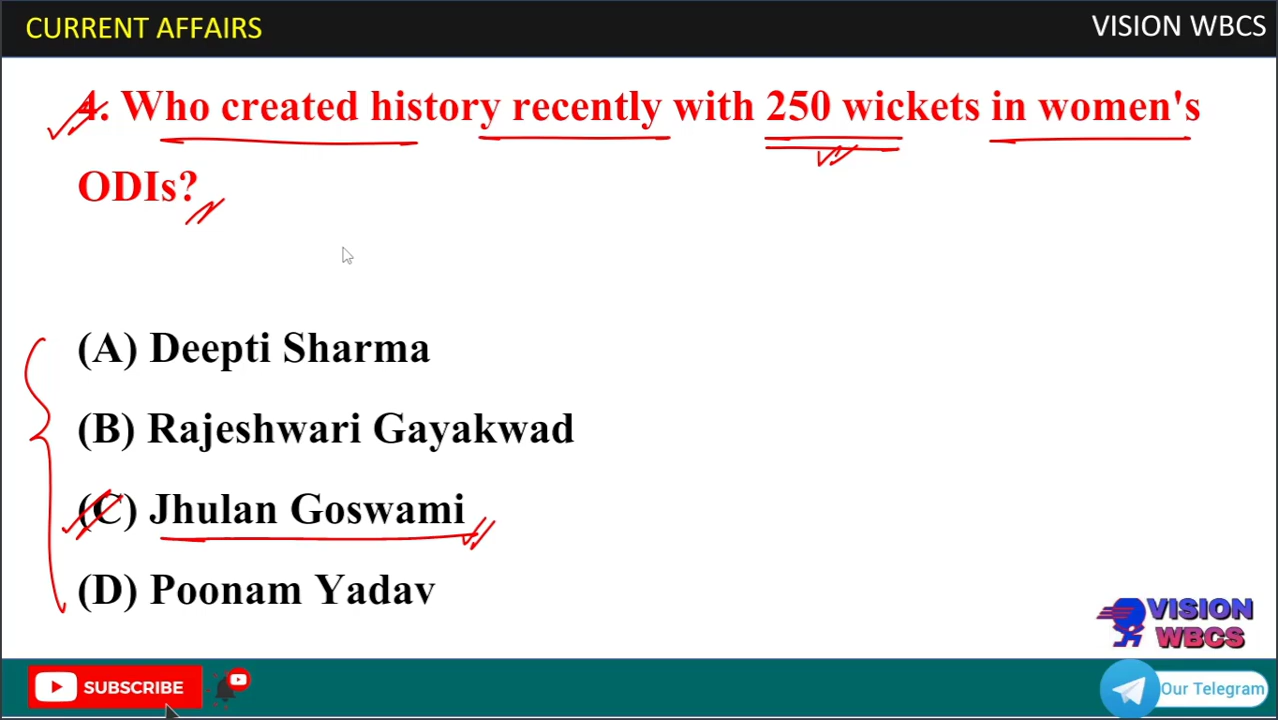 CURRENT AFFAIRS
VISION WBCS
4. Who created history recently with 250 wickets in women's
ODIs?
(A) Deepti Sharma
(B) Rajeshwari Gayakwad
(C) Jhulan Goswami
(D) Poonam Yadav
VISION
WBCS
SUBSCRIBE
Our Telegram